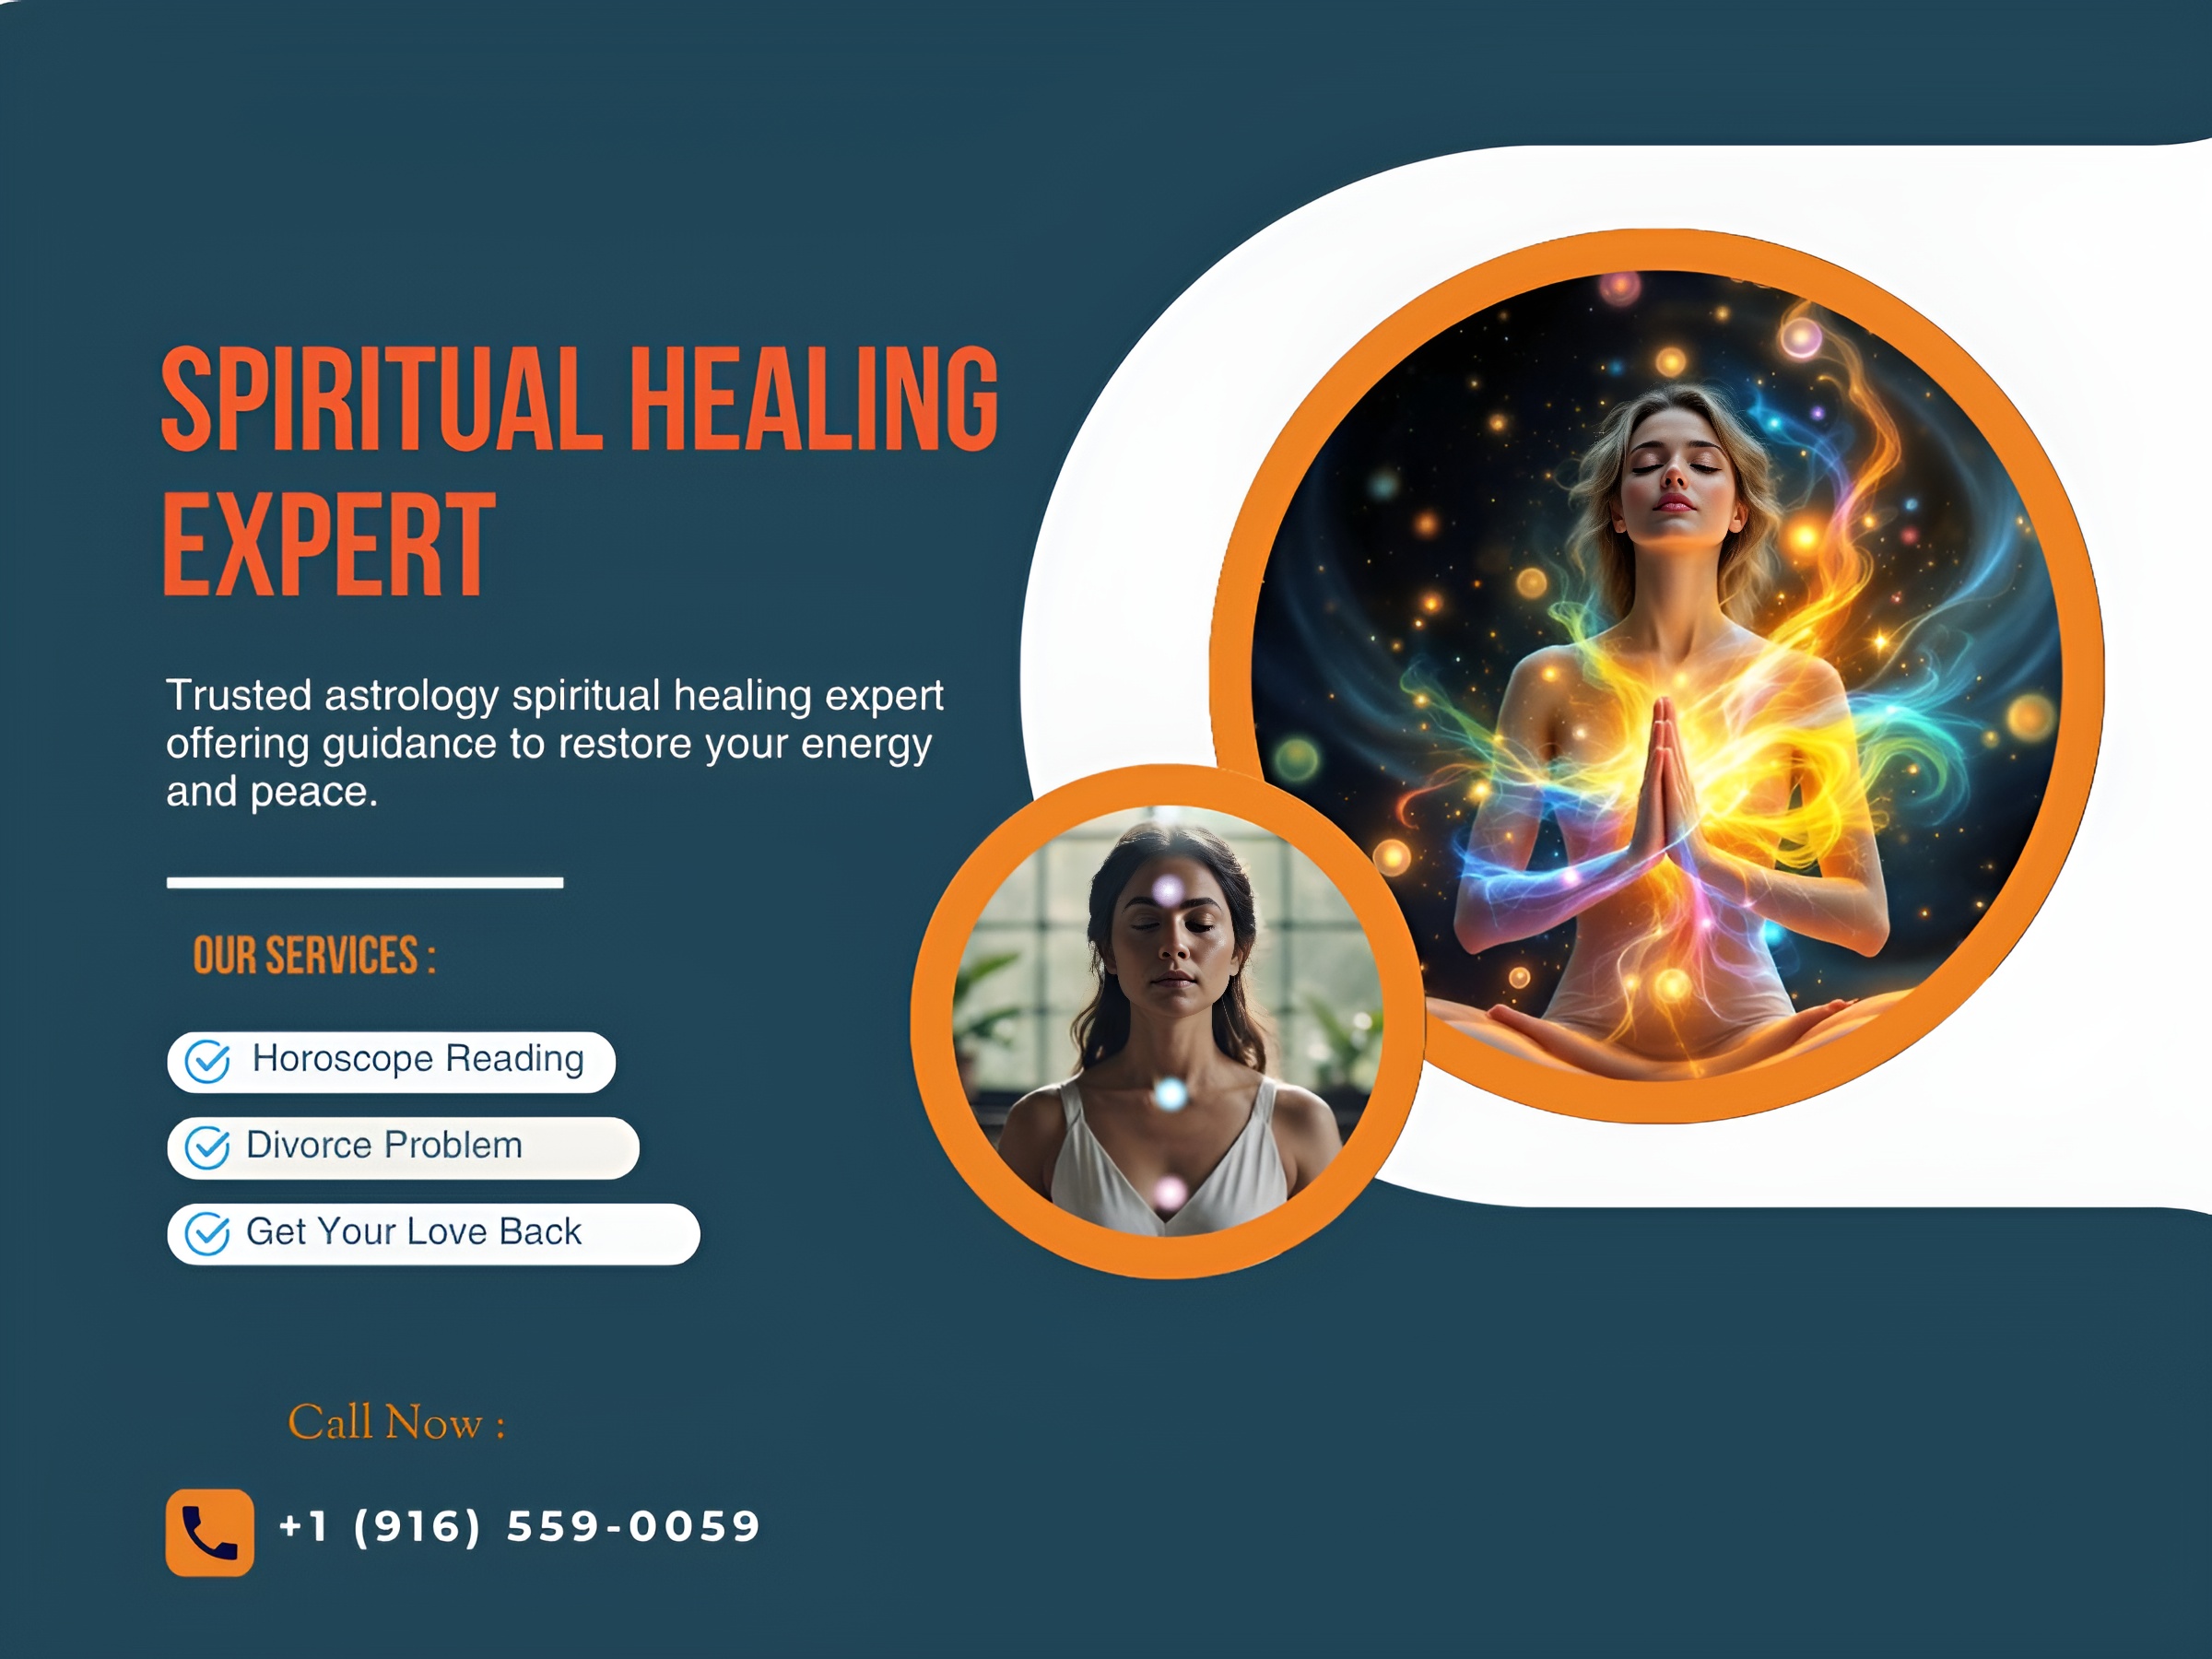 SPIRITUAL HEALING
EXPERT
Trusted astrology spiritual healing expert
offering guidance to restore your energy
and peace.
OUR SERVICES :
Horoscope Reading
Divorce Problem
Get Your Love Back
Call Now :
+1 (916) 559-0059